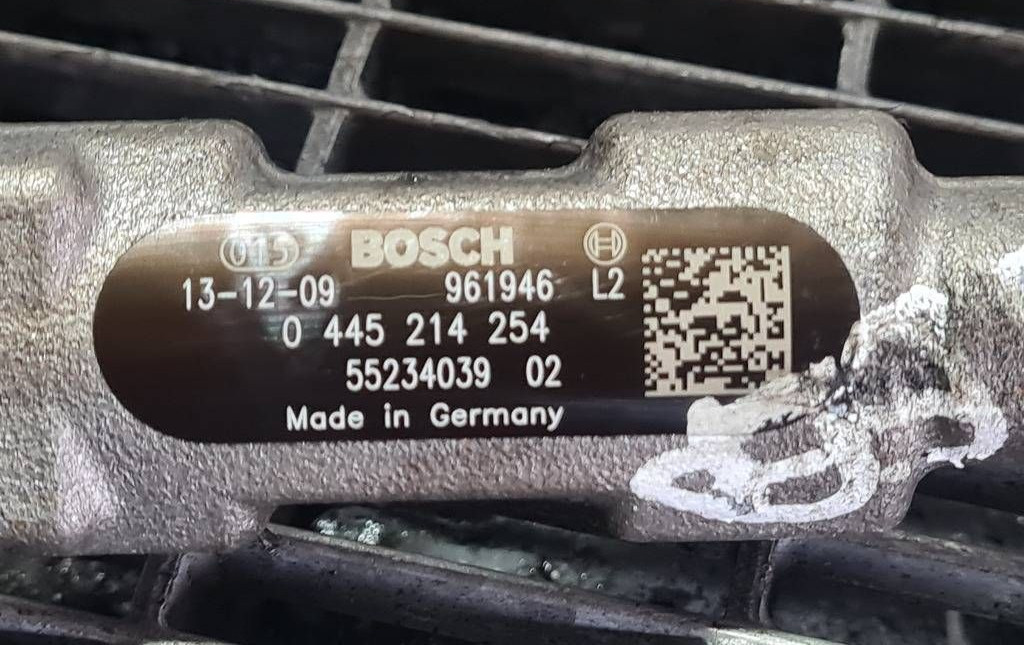 015 BOSCH
13-12-09 961946 L2
0 445 214 254
55234039 02
Made in Germany